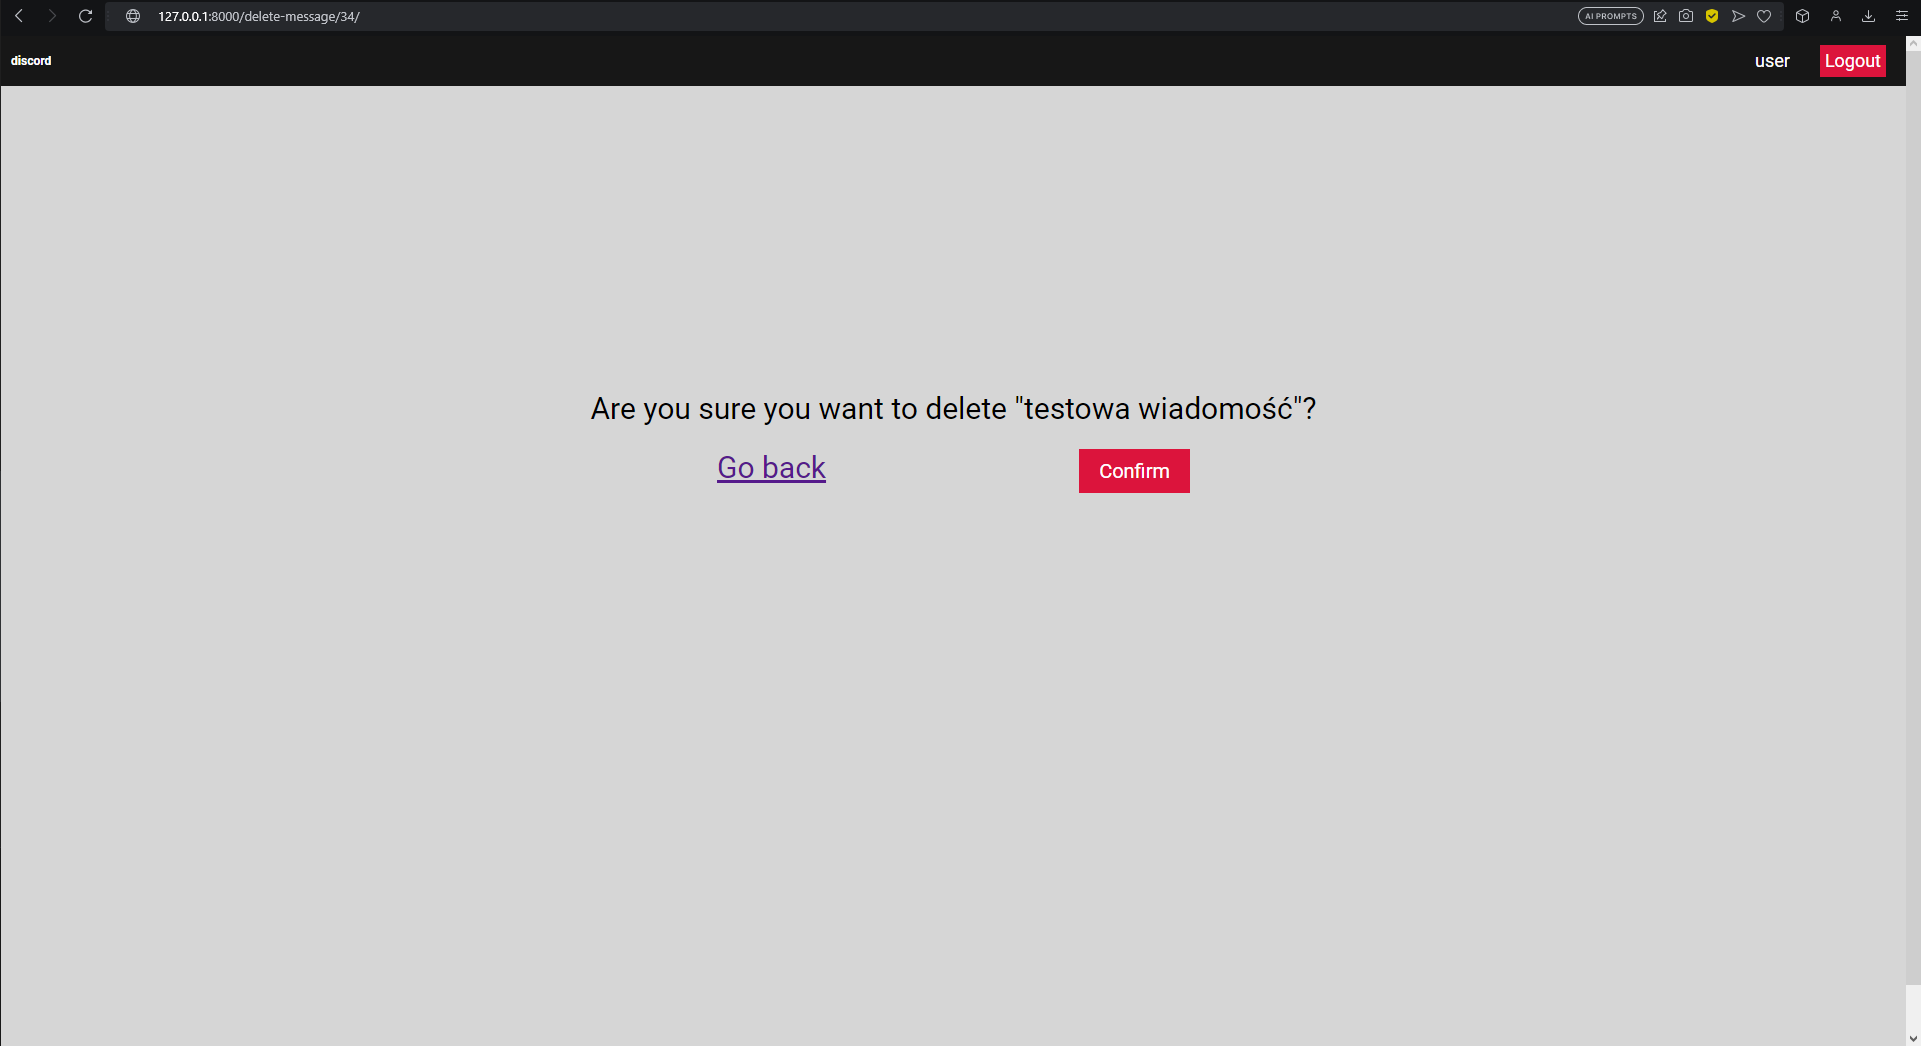 127.0.0.1:8000/delete-message/34/
AI PROMPTS
discord
user
Logout
Are you sure you want to delete "testowa wiadomość"?
Go back
Confirm